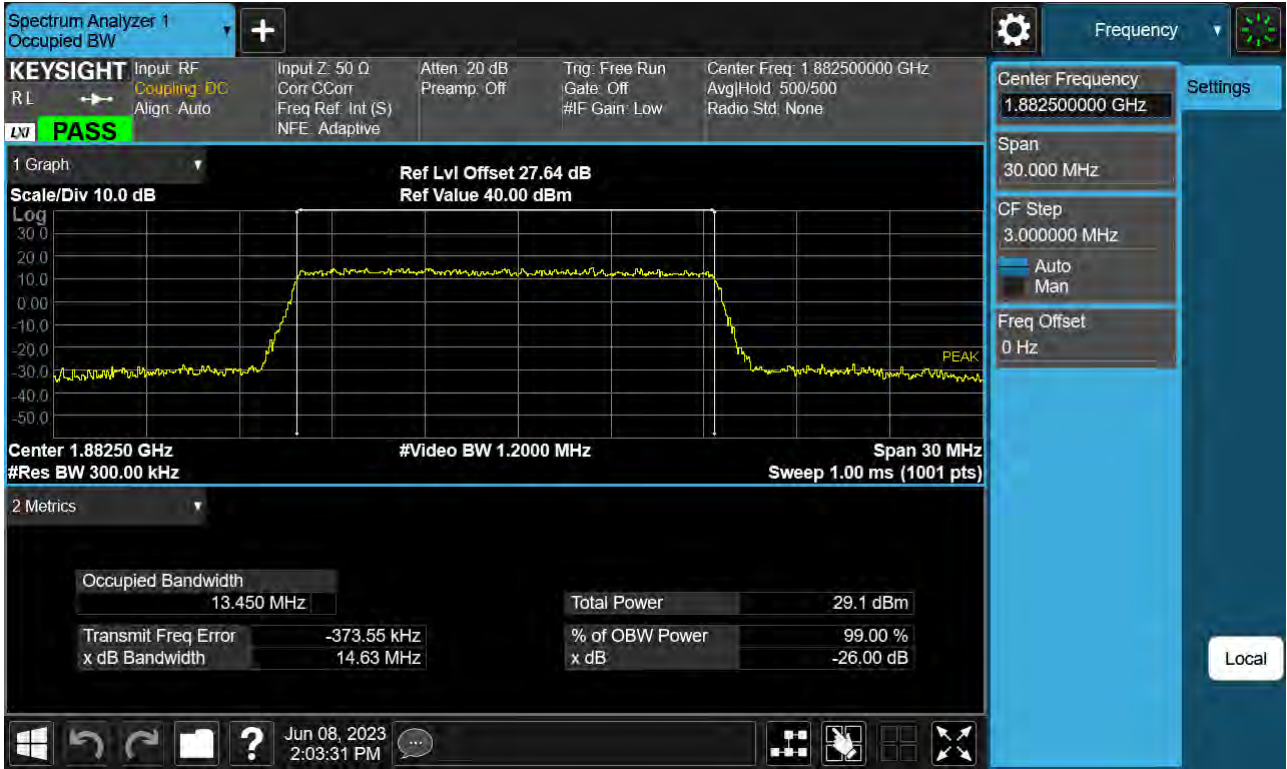 Spectrum Analyzer 1
Occupied BW
Frequency
KEYSIGHT
RL
LXI PASS
Input: RF
Coupling: DC
Align: Auto
Input Z: 50 Ω
Corr CCorr
Freq Ref: Int (S)
NFE: Adaptive
Atten: 20 dB
Preamp: Off
Trig: Free Run
Gate: Off
#IF Gain: Low
Center Freq: 1.882500000 GHz
Avg|Hold: 500/500
Radio Std: None
Center Frequency
1.882500000 GHz
Settings
Span
30.000 MHz
CF Step
3.000000 MHz
Auto
Man
Freq Offset
0 Hz
1 Graph
Scale/Div 10.0 dB
Ref Lvl Offset 27.64 dB
Ref Value 40.00 dBm
Log
30.0
20.0
10.0
0.00
-10.0
-20.0
-30.0
-40.0
-50.0
PEAK
Center 1.88250 GHz
#Video BW 1.2000 MHz
Span 30 MHz
#Res BW 300.00 kHz
Sweep 1.00 ms (1001 pts)
2 Metrics
Occupied Bandwidth
13.450 MHz
Total Power 29.1 dBm
Transmit Freq Error -373.55 kHz
% of OBW Power 99.00 %
x dB Bandwidth 14.63 MHz
x dB -26.00 dB
Local
?
Jun 08, 2023
2:03:31 PM